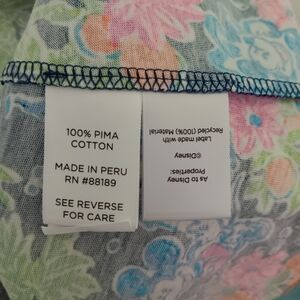 100% PIMA
COTTON
MADE IN PERU
RN #88189
SEE REVERSE
FOR CARE
As to Disney
Properties:
©Disney
Label made with
Recycled (100%) Material